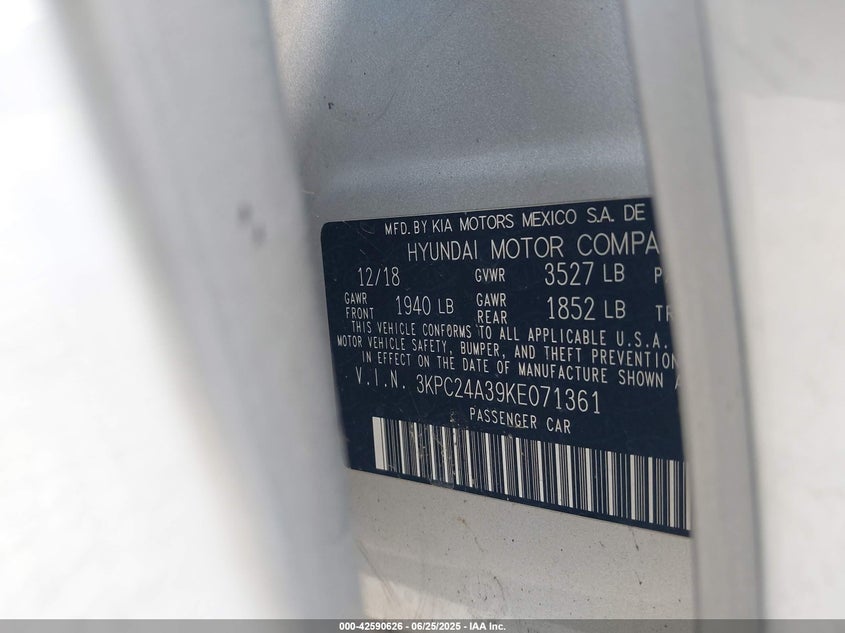 MFD. BY KIA MOTORS MEXICO S.A. DE
HYUNDAI MOTOR COMPA
12/18 GVWR 3527 LB
GAWR FRONT 1940 LB GAWR REAR 1852 LB
THIS VEHICLE CONFORMS TO ALL APPLICABLE U.S.A.
MOTOR VEHICLE SAFETY, BUMPER, AND THEFT PREVENTION
IN EFFECT ON THE DATE OF MANUFACTURE SHOWN A
V.I.N. 3KPC24A39KE071361
PASSENGER CAR
000-42590626 - 06/25/2025 - IAA Inc.